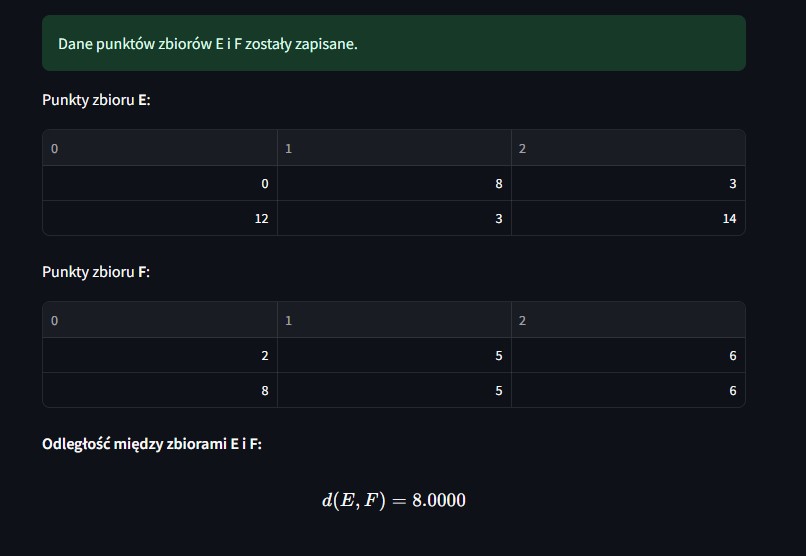 Dane punktów zbiorów E i F zostały zapisane.
Punkty zbioru E:
0 1 2
0 8 3
12 3 14
Punkty zbioru F:
0 1 2
2 5 6
8 5 6
Odległość między zbiorami E i F:
d(E, F) = 8.0000